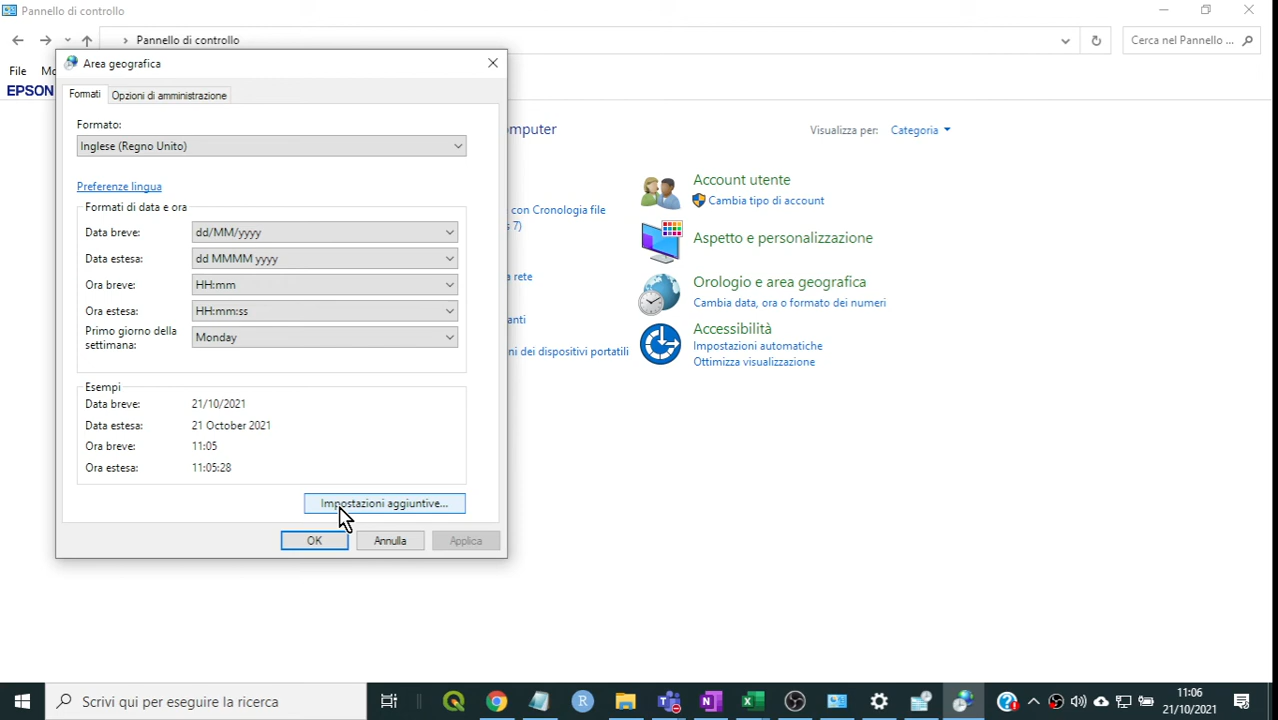 Pannello di controllo
Pannello di controllo
Cerca nel Pannello ...
File
EPSON
Area geografica
Formati
Opzioni di amministrazione
Formato:
Inglese (Regno Unito)
Preferenze lingua
Formati di data e ora
Data breve: dd/MM/yyyy
Data estesa: dd MMMM yyyy
Ora breve: HH:mm
Ora estesa: HH:mm:ss
Primo giorno della
settimana:
Monday
Esempi
Data breve: 21/10/2021
Data estesa: 21 October 2021
Ora breve: 11:05
Ora estesa: 11:05:28
Impostazioni aggiuntive...
OK
Annulla
Applica
Visualizza per: Categoria
con Cronologia file
7)
a rete
ni dei dispositivi portatili
Account utente
Cambia tipo di account
Aspetto e personalizzazione
Orologio e area geografica
Cambia data, ora o formato dei numeri
Accessibilità
Impostazioni automatiche
Ottimizza visualizzazione
Scrivi qui per eseguire la ricerca
11:06
21/10/2021